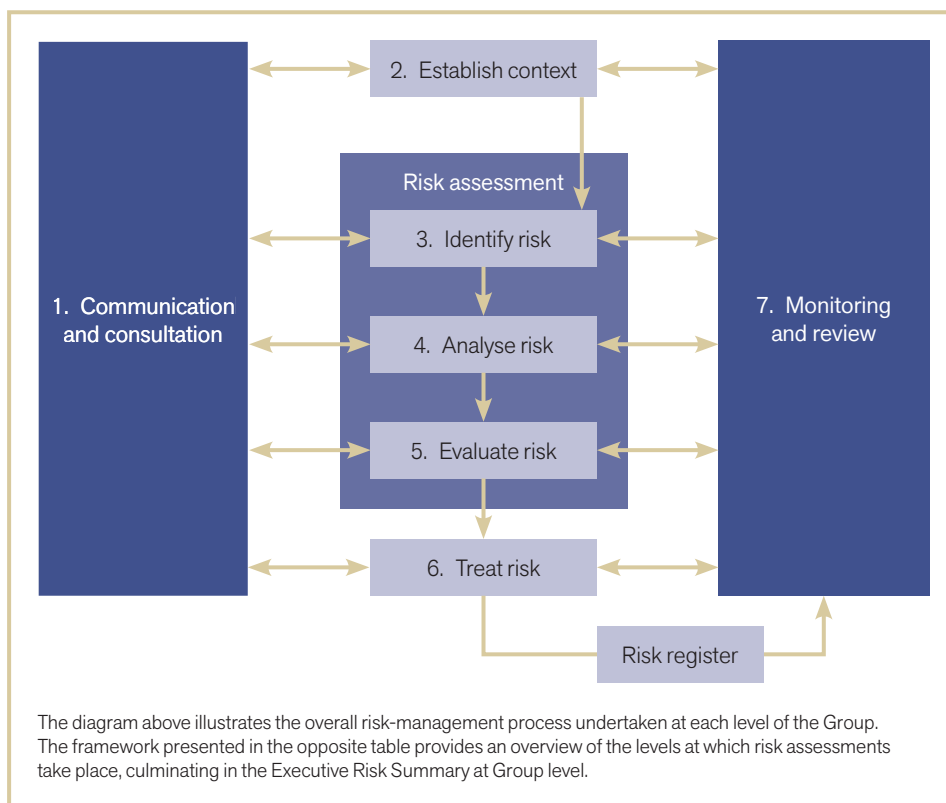 2. Establish context
Risk assessment
3. Identify risk
1. Communication
and consultation
7. Monitoring
and review
4. Analyse risk
5. Evaluate risk
6. Treat risk
Risk register
The diagram above illustrates the overall risk-management process undertaken at each level of the Group.
The framework presented in the opposite table provides an overview of the levels at which risk assessments
take place, culminating in the Executive Risk Summary at Group level.